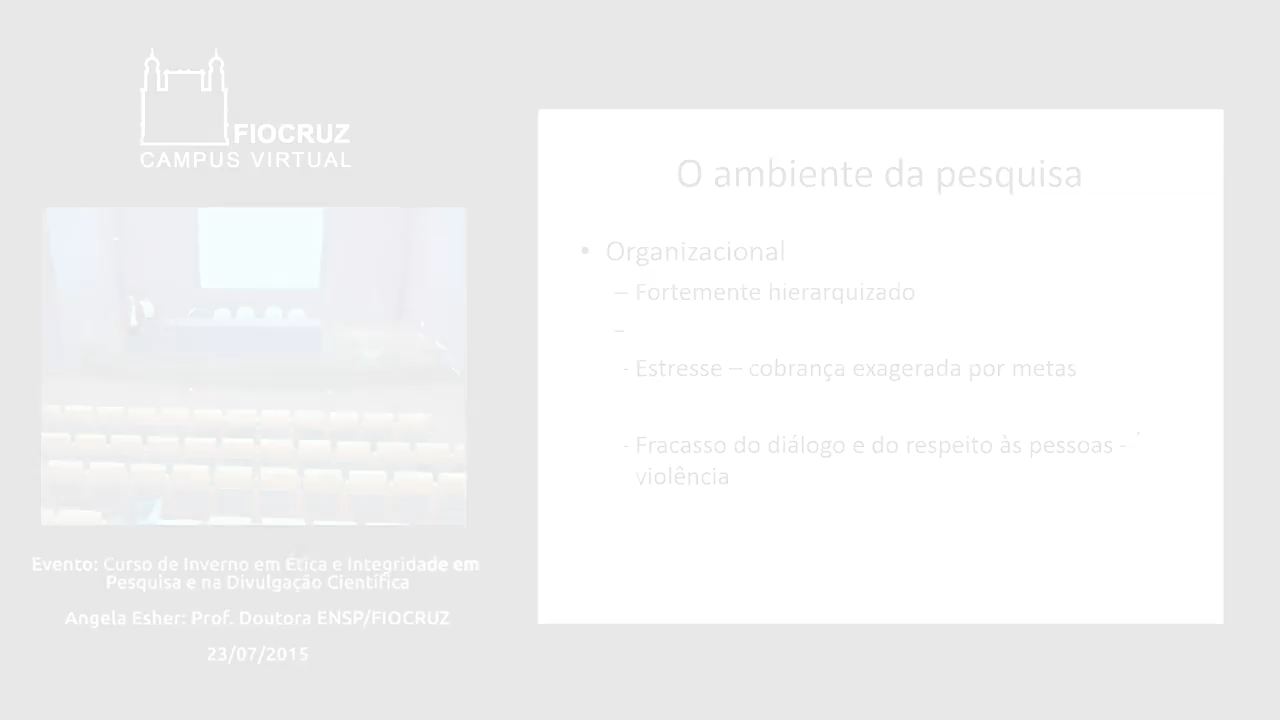 FIOCRUZ
CAMPUS VIRTUAL
Evento: Curso de Inverno em Ética e Integridade em
Pesquisa e na Divulgação Científica
Angela Esher: Prof. Doutora ENSP/FIOCRUZ
23/07/2015
O ambiente da pesquisa
• Organizacional
– Fortemente hierarquizado
–
- Estresse – cobrança exagerada por metas
- Fracasso do diálogo e do respeito às pessoas -
violência